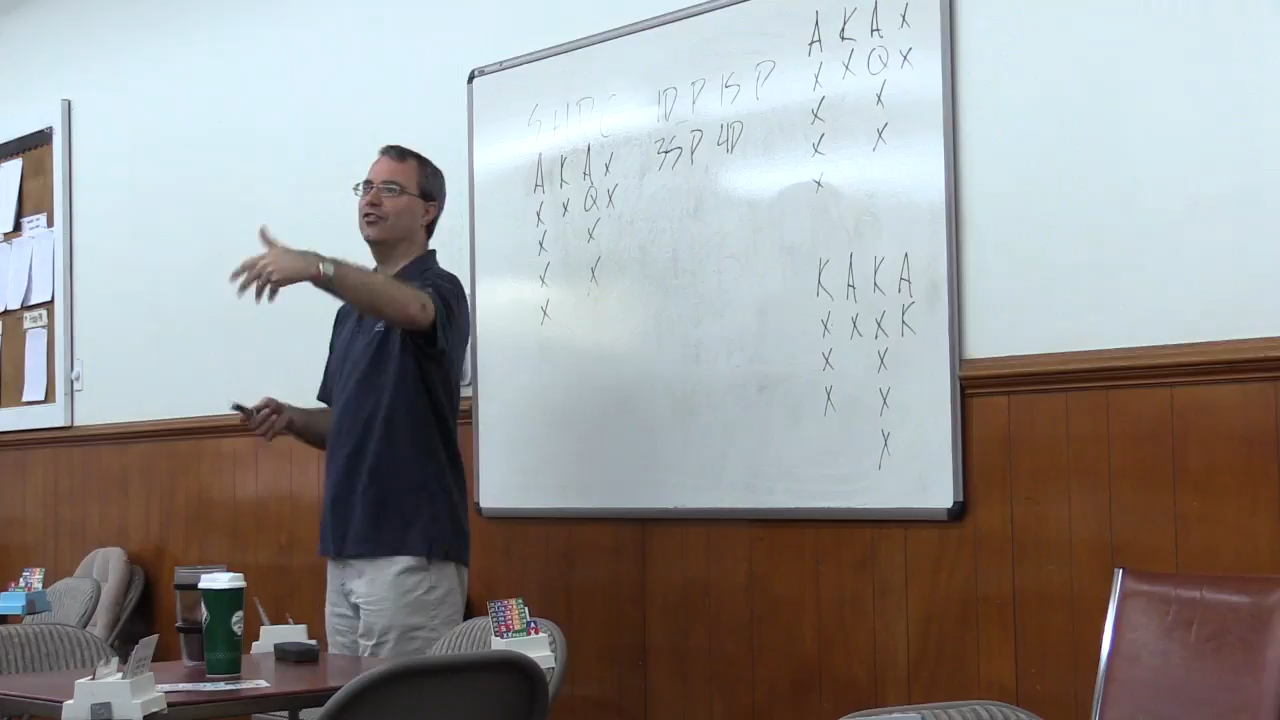 S H D C
1D P 1S P
3S P 4D
A K A X
X X Q X
X X
X X
X
A K A X
X X Q X
X X
X X
X
K A K A
X X X K
X X
X X
X